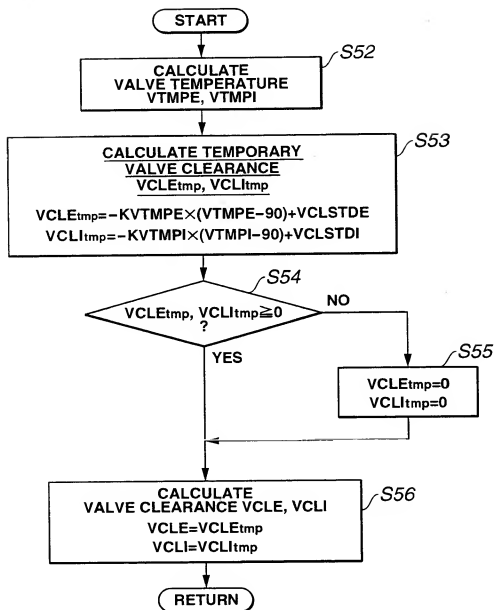 START
S52
CALCULATE
VALVE TEMPERATURE
VTMPE, VTMPI
S53
CALCULATE TEMPORARY
VALVE CLEARANCE
VCLEtmp, VCLItmp
VCLEtmp=-KVTMPE×(VTMPE-90)+VCLSTDE
VCLItmp=-KVTMPI×(VTMPI-90)+VCLSTDI
S54
VCLEtmp, VCLItmp≧0
?
NO
YES
S55
VCLEtmp=0
VCLItmp=0
CALCULATE
VALVE CLEARANCE VCLE, VCLI
VCLE=VCLEtmp
VCLI=VCLItmp
S56
RETURN